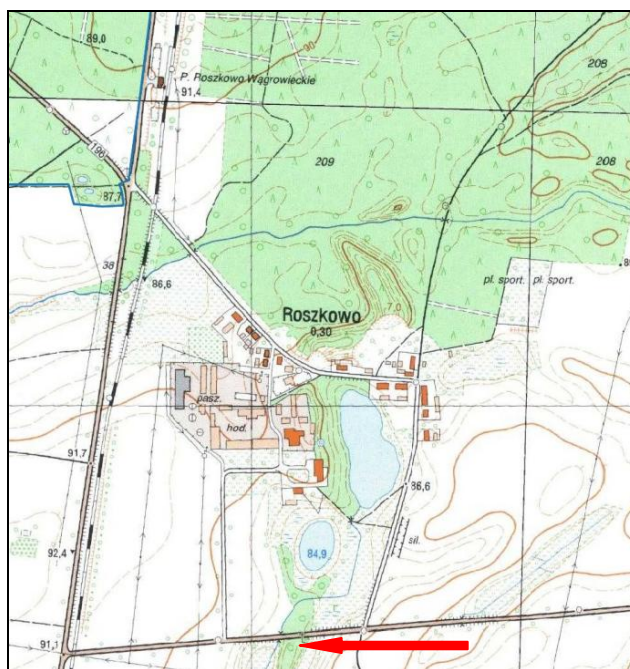 89,0
30
208
P. Roszkowo Wągrowieckie
91,4
209
208
196
87,7
38
pl. sport. pl. sport.
86,6
Roszkowo
0,30
7,0
pasz.
hod.
91,7
86,6
sil.
92,4
84,9
91,1